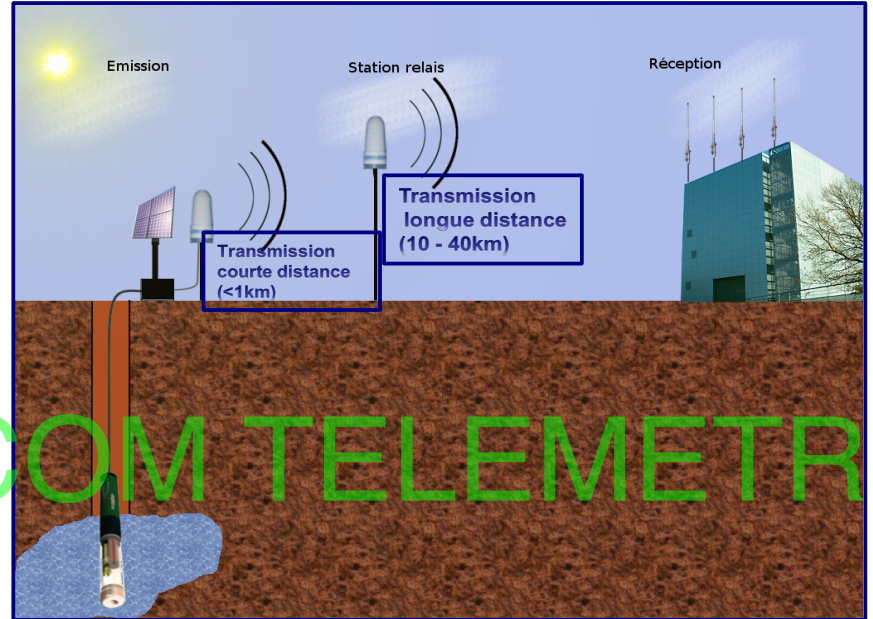 Emission
Station relais
Réception
Transmission
longue distance
(10 - 40km)
Transmission
courte distance
(<1km)
COM TELEMETR